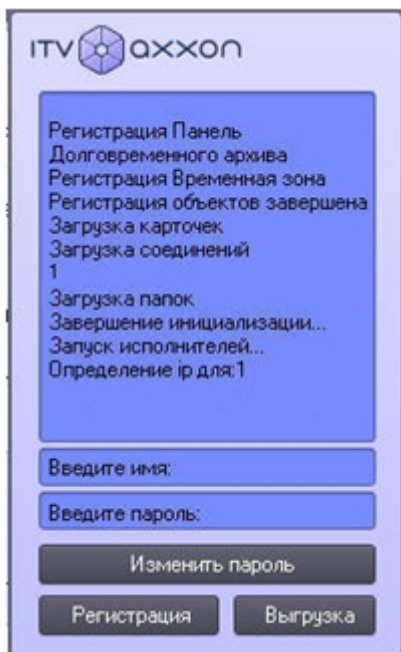 ITV axxon
Регистрация Панель
Долговременного архива
Регистрация Временная зона
Регистрация объектов завершена
Загрузка карточек
Загрузка соединений
1
Загрузка папок
Завершение инициализации...
Запуск исполнителей...
Определение ip для:1
Введите имя:
Введите пароль:
Изменить пароль
Регистрация Выгрузка